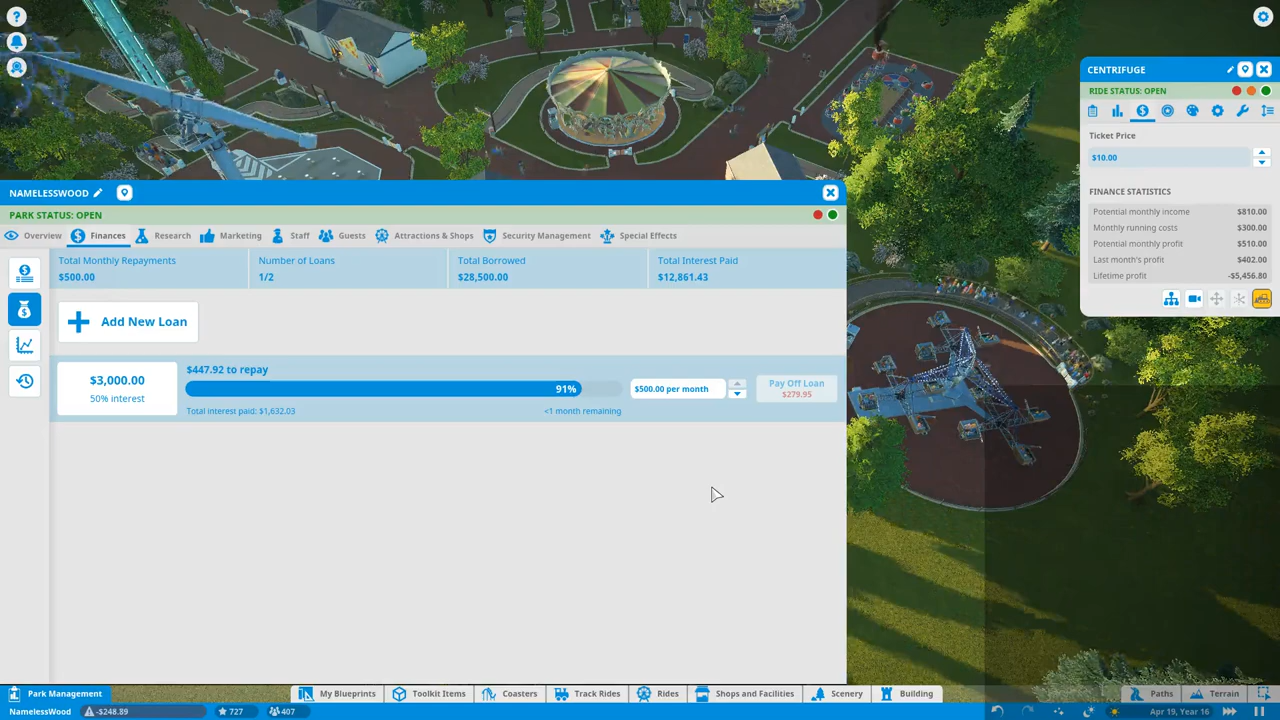 ?
CENTRIFUGE
RIDE STATUS: OPEN
Ticket Price
$10.00
FINANCE STATISTICS
Potential monthly income $810.00
Monthly running costs $300.00
Potential monthly profit $510.00
Last month's profit $402.00
Lifetime profit -$5,456.80
NAMELESSWOOD
PARK STATUS: OPEN
Overview Finances Research Marketing Staff Guests Attractions & Shops Security Management Special Effects
Total Monthly Repayments Number of Loans Total Borrowed Total Interest Paid
$500.00 1/2 $28,500.00 $12,861.43
Add New Loan
$3,000.00
50% interest
$447.92 to repay
91%
Total interest paid: $1,632.03 <1 month remaining
$500.00 per month
Pay Off Loan
$279.95
Park Management My Blueprints Toolkit Items Coasters Track Rides Rides Shops and Facilities Scenery Building Paths Terrain
NamelessWood -$248.89 727 407 Apr 19, Year 16